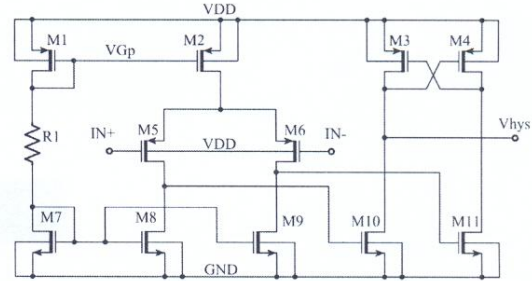 VDD
M1 VGp M2 M3 M4
R1 IN+ M5 VDD M6 IN- Vhys
M7 M8 M9 M10 M11
GND